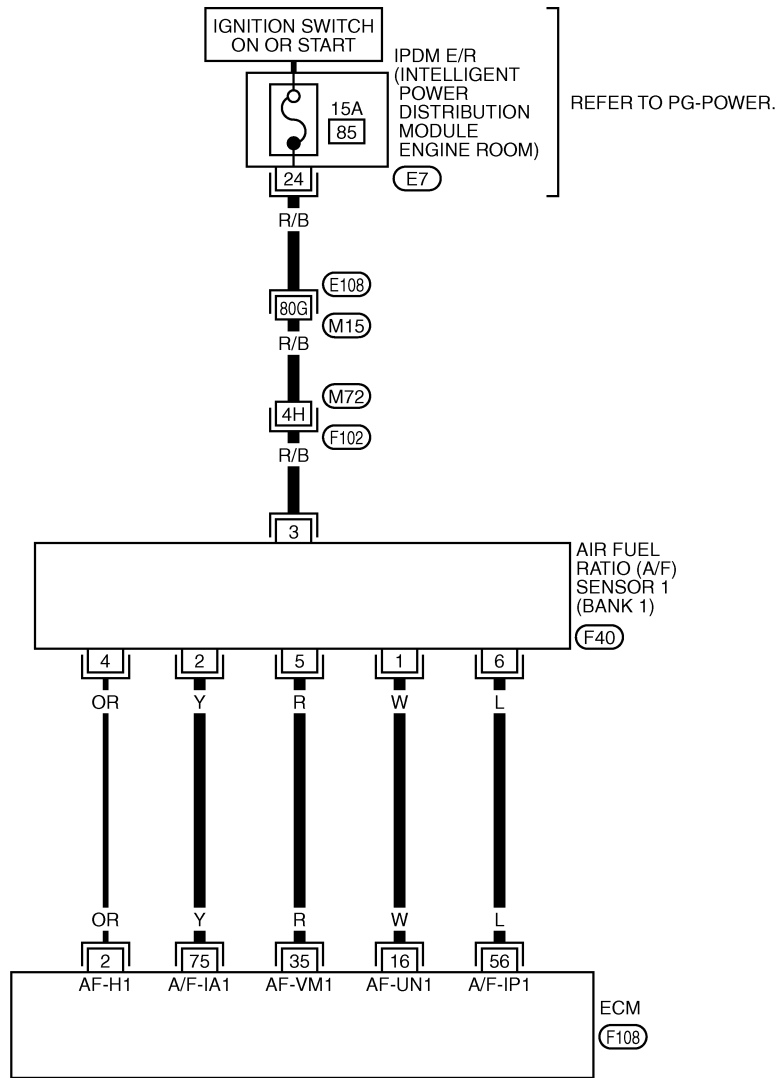 IGNITION SWITCH
ON OR START
IPDM E/R
(INTELLIGENT
POWER
DISTRIBUTION
MODULE
ENGINE ROOM)
REFER TO PG-POWER.
15A
85
24
E7
R/B
E108
80G
M15
R/B
M72
4H
F102
R/B
3
AIR FUEL
RATIO (A/F)
SENSOR 1
(BANK 1)
F40
4 2 5 1 6
OR Y R W L
OR Y R W L
2 75 35 16 56
AF-H1 A/F-IA1 AF-VM1 AF-UN1 A/F-IP1
ECM
F108